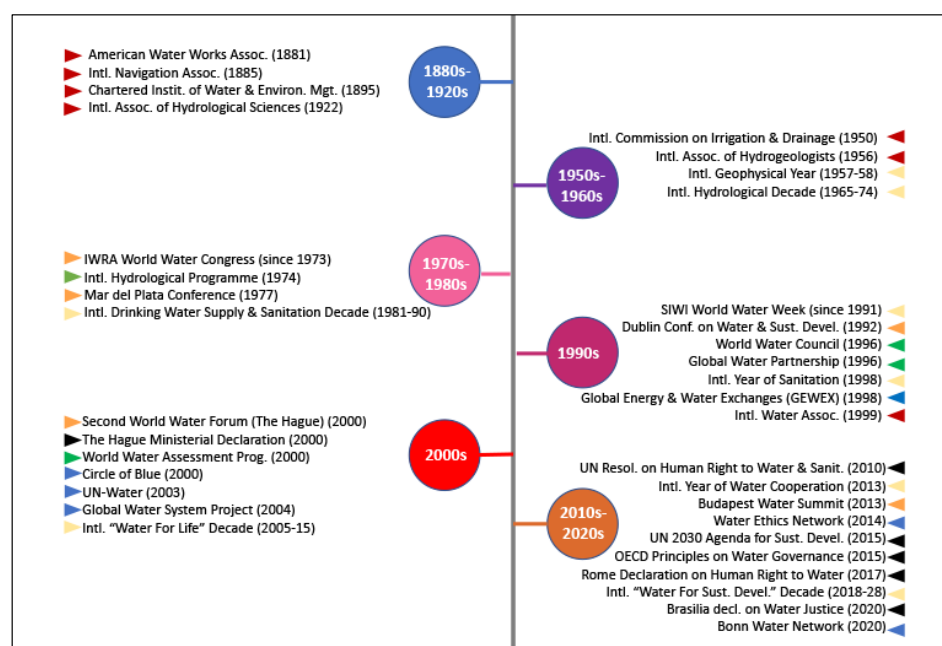 American Water Works Assoc. (1881)
Intl. Navigation Assoc. (1885)
Chartered Instit. of Water & Environ. Mgt. (1895)
Intl. Assoc. of Hydrological Sciences (1922)
1880s-
1920s
Intl. Commission on Irrigation & Drainage (1950)
Intl. Assoc. of Hydrogeologists (1956)
Intl. Geophysical Year (1957-58)
Intl. Hydrological Decade (1965-74)
1950s-
1960s
IWRA World Water Congress (since 1973)
Intl. Hydrological Programme (1974)
Mar del Plata Conference (1977)
Intl. Drinking Water Supply & Sanitation Decade (1981-90)
1970s-
1980s
SIWI World Water Week (since 1991)
Dublin Conf. on Water & Sust. Devel. (1992)
World Water Council (1996)
Global Water Partnership (1996)
Intl. Year of Sanitation (1998)
Global Energy & Water Exchanges (GEWEX) (1998)
Intl. Water Assoc. (1999)
1990s
Second World Water Forum (The Hague) (2000)
The Hague Ministerial Declaration (2000)
World Water Assessment Prog. (2000)
Circle of Blue (2000)
UN-Water (2003)
Global Water System Project (2004)
Intl. “Water For Life” Decade (2005-15)
2000s
UN Resol. on Human Right to Water & Sanit. (2010)
Intl. Year of Water Cooperation (2013)
Budapest Water Summit (2013)
Water Ethics Network (2014)
UN 2030 Agenda for Sust. Devel. (2015)
OECD Principles on Water Governance (2015)
Rome Declaration on Human Right to Water (2017)
Intl. “Water For Sust. Devel.” Decade (2018-28)
Brasilia decl. on Water Justice (2020)
Bonn Water Network (2020)
2010s-
2020s